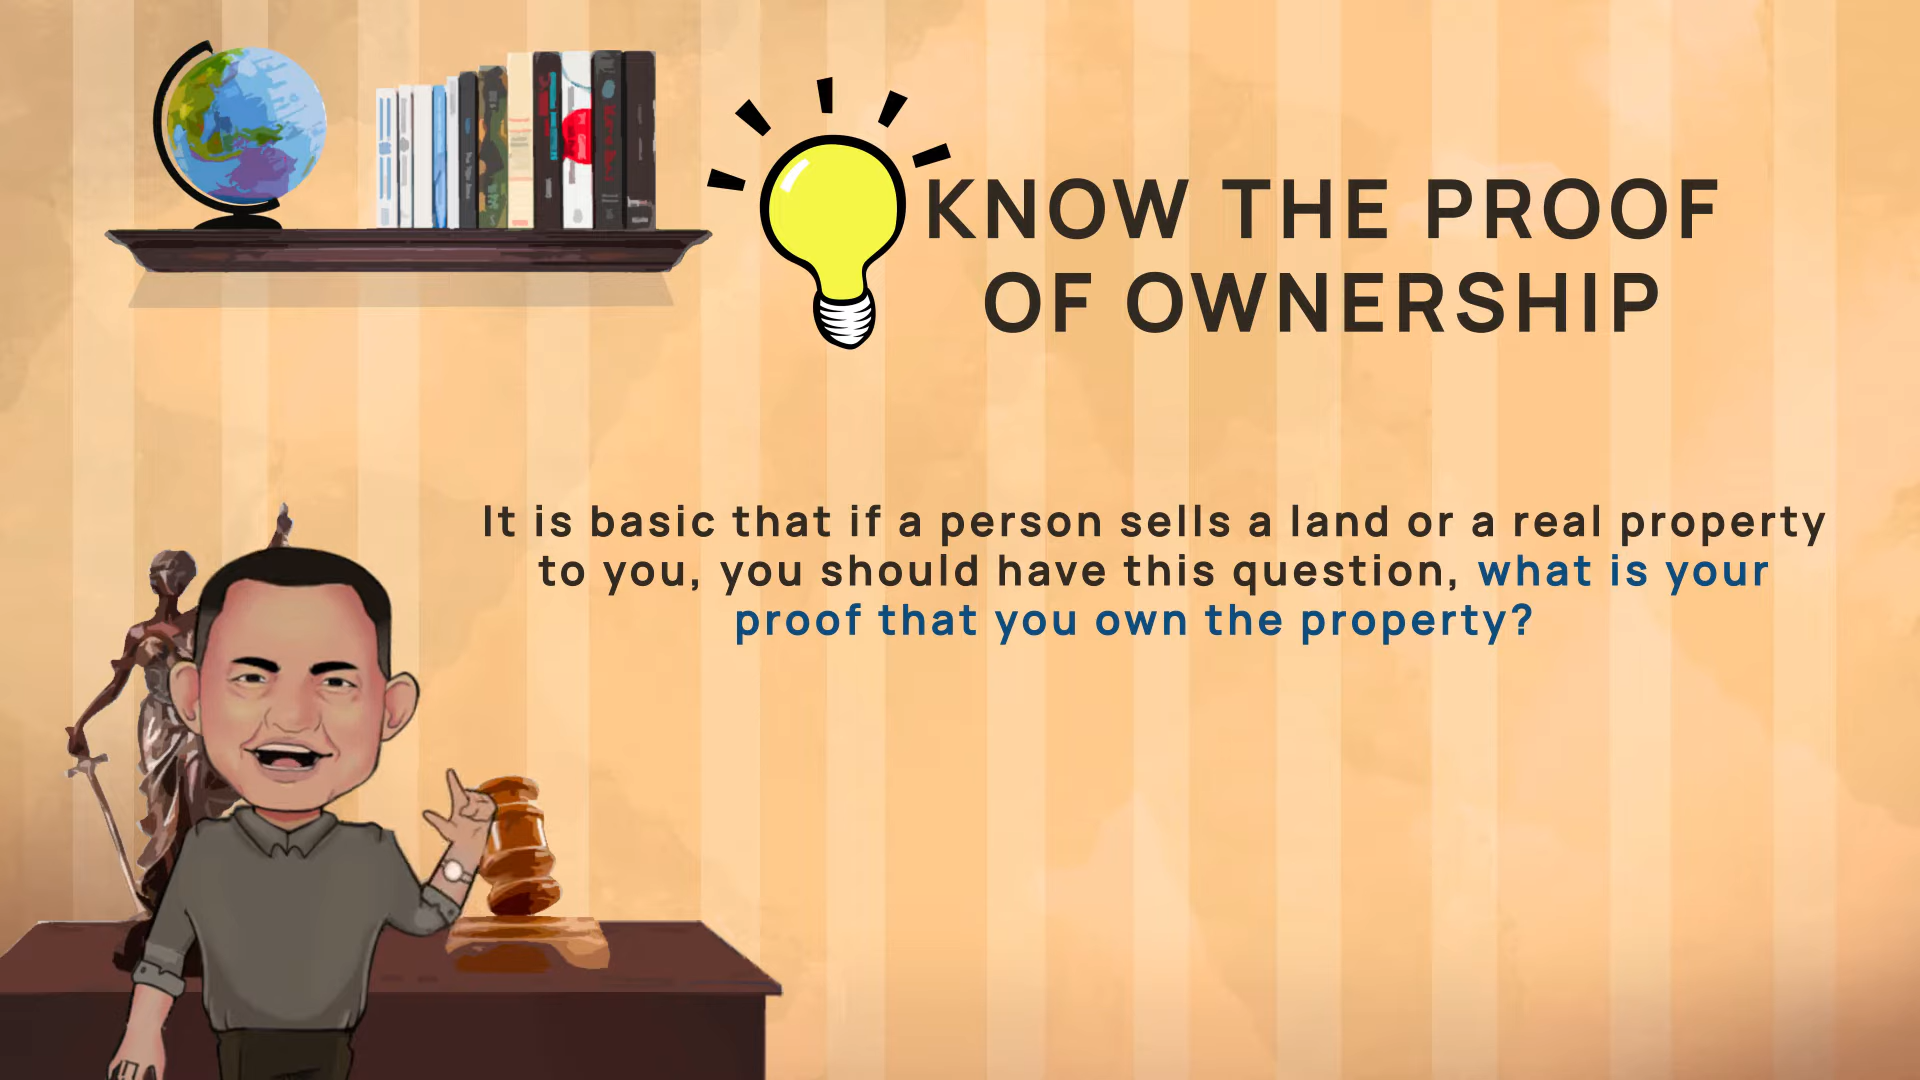 KNOW THE PROOF
OF OWNERSHIP
It is basic that if a person sells a land or a real property
to you, you should have this question, what is your
proof that you own the property?